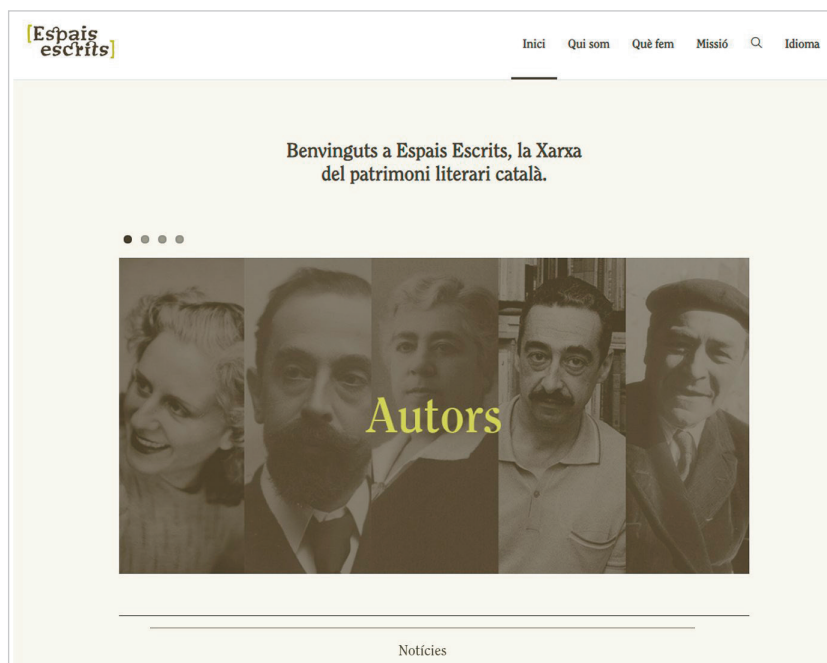 [Espais
escrits]
Inici Qui som Què fem Missió Idioma
Benvinguts a Espais Escrits, la Xarxa
del patrimoni literari català.
Autors
Notícies